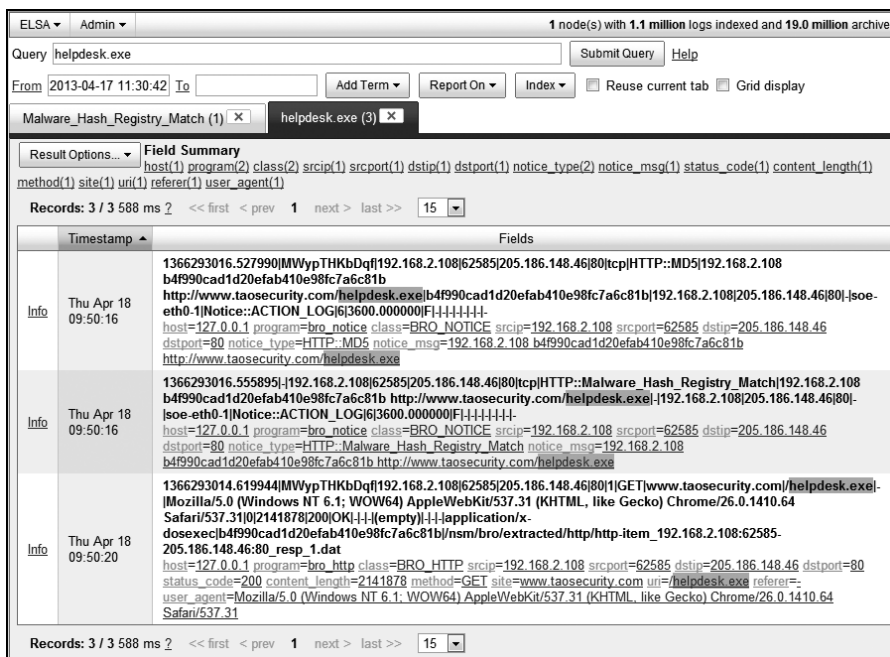 ELSA Admin 1 node(s) with 1.1 million logs indexed and 19.0 million archive
Query helpdesk.exe Submit Query Help
From 2013-04-17 11:30:42 To Add Term Report On Index Reuse current tab Grid display
Malware_Hash_Registry_Match (1) X helpdesk.exe (3) X
Result Options... Field Summary
host(1) program(2) class(2) srcip(1) srcport(1) dstip(1) dstport(1) notice_type(2) notice_msg(1) status_code(1) content_length(1)
method(1) site(1) uri(1) referer(1) user_agent(1)
Records: 3 / 3 588 ms ? << first < prev 1 next > last >> 15
Timestamp Fields
1366293016.527990|MWypTHKbDqf|192.168.2.108|62585|205.186.148.46|80|tcp|HTTP::MD5|192.168.2.108
b4f990cad1d20efab410e98fc7a6c81b
http://www.taosecurity.com/helpdesk.exe|b4f990cad1d20efab410e98fc7a6c81b|192.168.2.108|205.186.148.46|80|-|soe-
eth0-1|Notice::ACTION_LOG|6|3600.000000|F|-|-|-|-|-|-|-|-
Info Thu Apr 18 09:50:16
host=127.0.0.1 program=bro_notice class=BRO_NOTICE srcip=192.168.2.108 srcport=62585 dstip=205.186.148.46
dstport=80 notice_type=HTTP::MD5 notice_msg=192.168.2.108 b4f990cad1d20efab410e98fc7a6c81b
http://www.taosecurity.com/helpdesk.exe
1366293016.555895|-|192.168.2.108|62585|205.186.148.46|80|tcp|HTTP::Malware_Hash_Registry_Match|192.168.2.108
b4f990cad1d20efab410e98fc7a6c81b http://www.taosecurity.com/helpdesk.exe|-|192.168.2.108|205.186.148.46|80|-
|soe-eth0-1|Notice::ACTION_LOG|6|3600.000000|F|-|-|-|-|-|-|-|-
Info Thu Apr 18 09:50:16
host=127.0.0.1 program=bro_notice class=BRO_NOTICE srcip=192.168.2.108 srcport=62585 dstip=205.186.148.46
dstport=80 notice_type=HTTP::Malware_Hash_Registry_Match notice_msg=192.168.2.108
b4f990cad1d20efab410e98fc7a6c81b http://www.taosecurity.com/helpdesk.exe
1366293014.619944|MWypTHKbDqf|192.168.2.108|62585|205.186.148.46|80|1|GET|www.taosecurity.com|/helpdesk.exe|-
|Mozilla/5.0 (Windows NT 6.1; WOW64) AppleWebKit/537.31 (KHTML, like Gecko) Chrome/26.0.1410.64
Safari/537.31|0|2141878|200|OK|-|-|-|(empty)|-|-|-|application/x-
dosexec|b4f990cad1d20efab410e98fc7a6c81b|/nsm/bro/extracted/http/http-item_192.168.2.108:62585-
205.186.148.46:80_resp_1.dat
Info Thu Apr 18 09:50:20
host=127.0.0.1 program=bro_http class=BRO_HTTP srcip=192.168.2.108 srcport=62585 dstip=205.186.148.46 dstport=80
status_code=200 content_length=2141878 method=GET site=www.taosecurity.com uri=/helpdesk.exe referer=-
user_agent=Mozilla/5.0 (Windows NT 6.1; WOW64) AppleWebKit/537.31 (KHTML, like Gecko) Chrome/26.0.1410.64
Safari/537.31
Records: 3 / 3 588 ms ? << first < prev 1 next > last >> 15